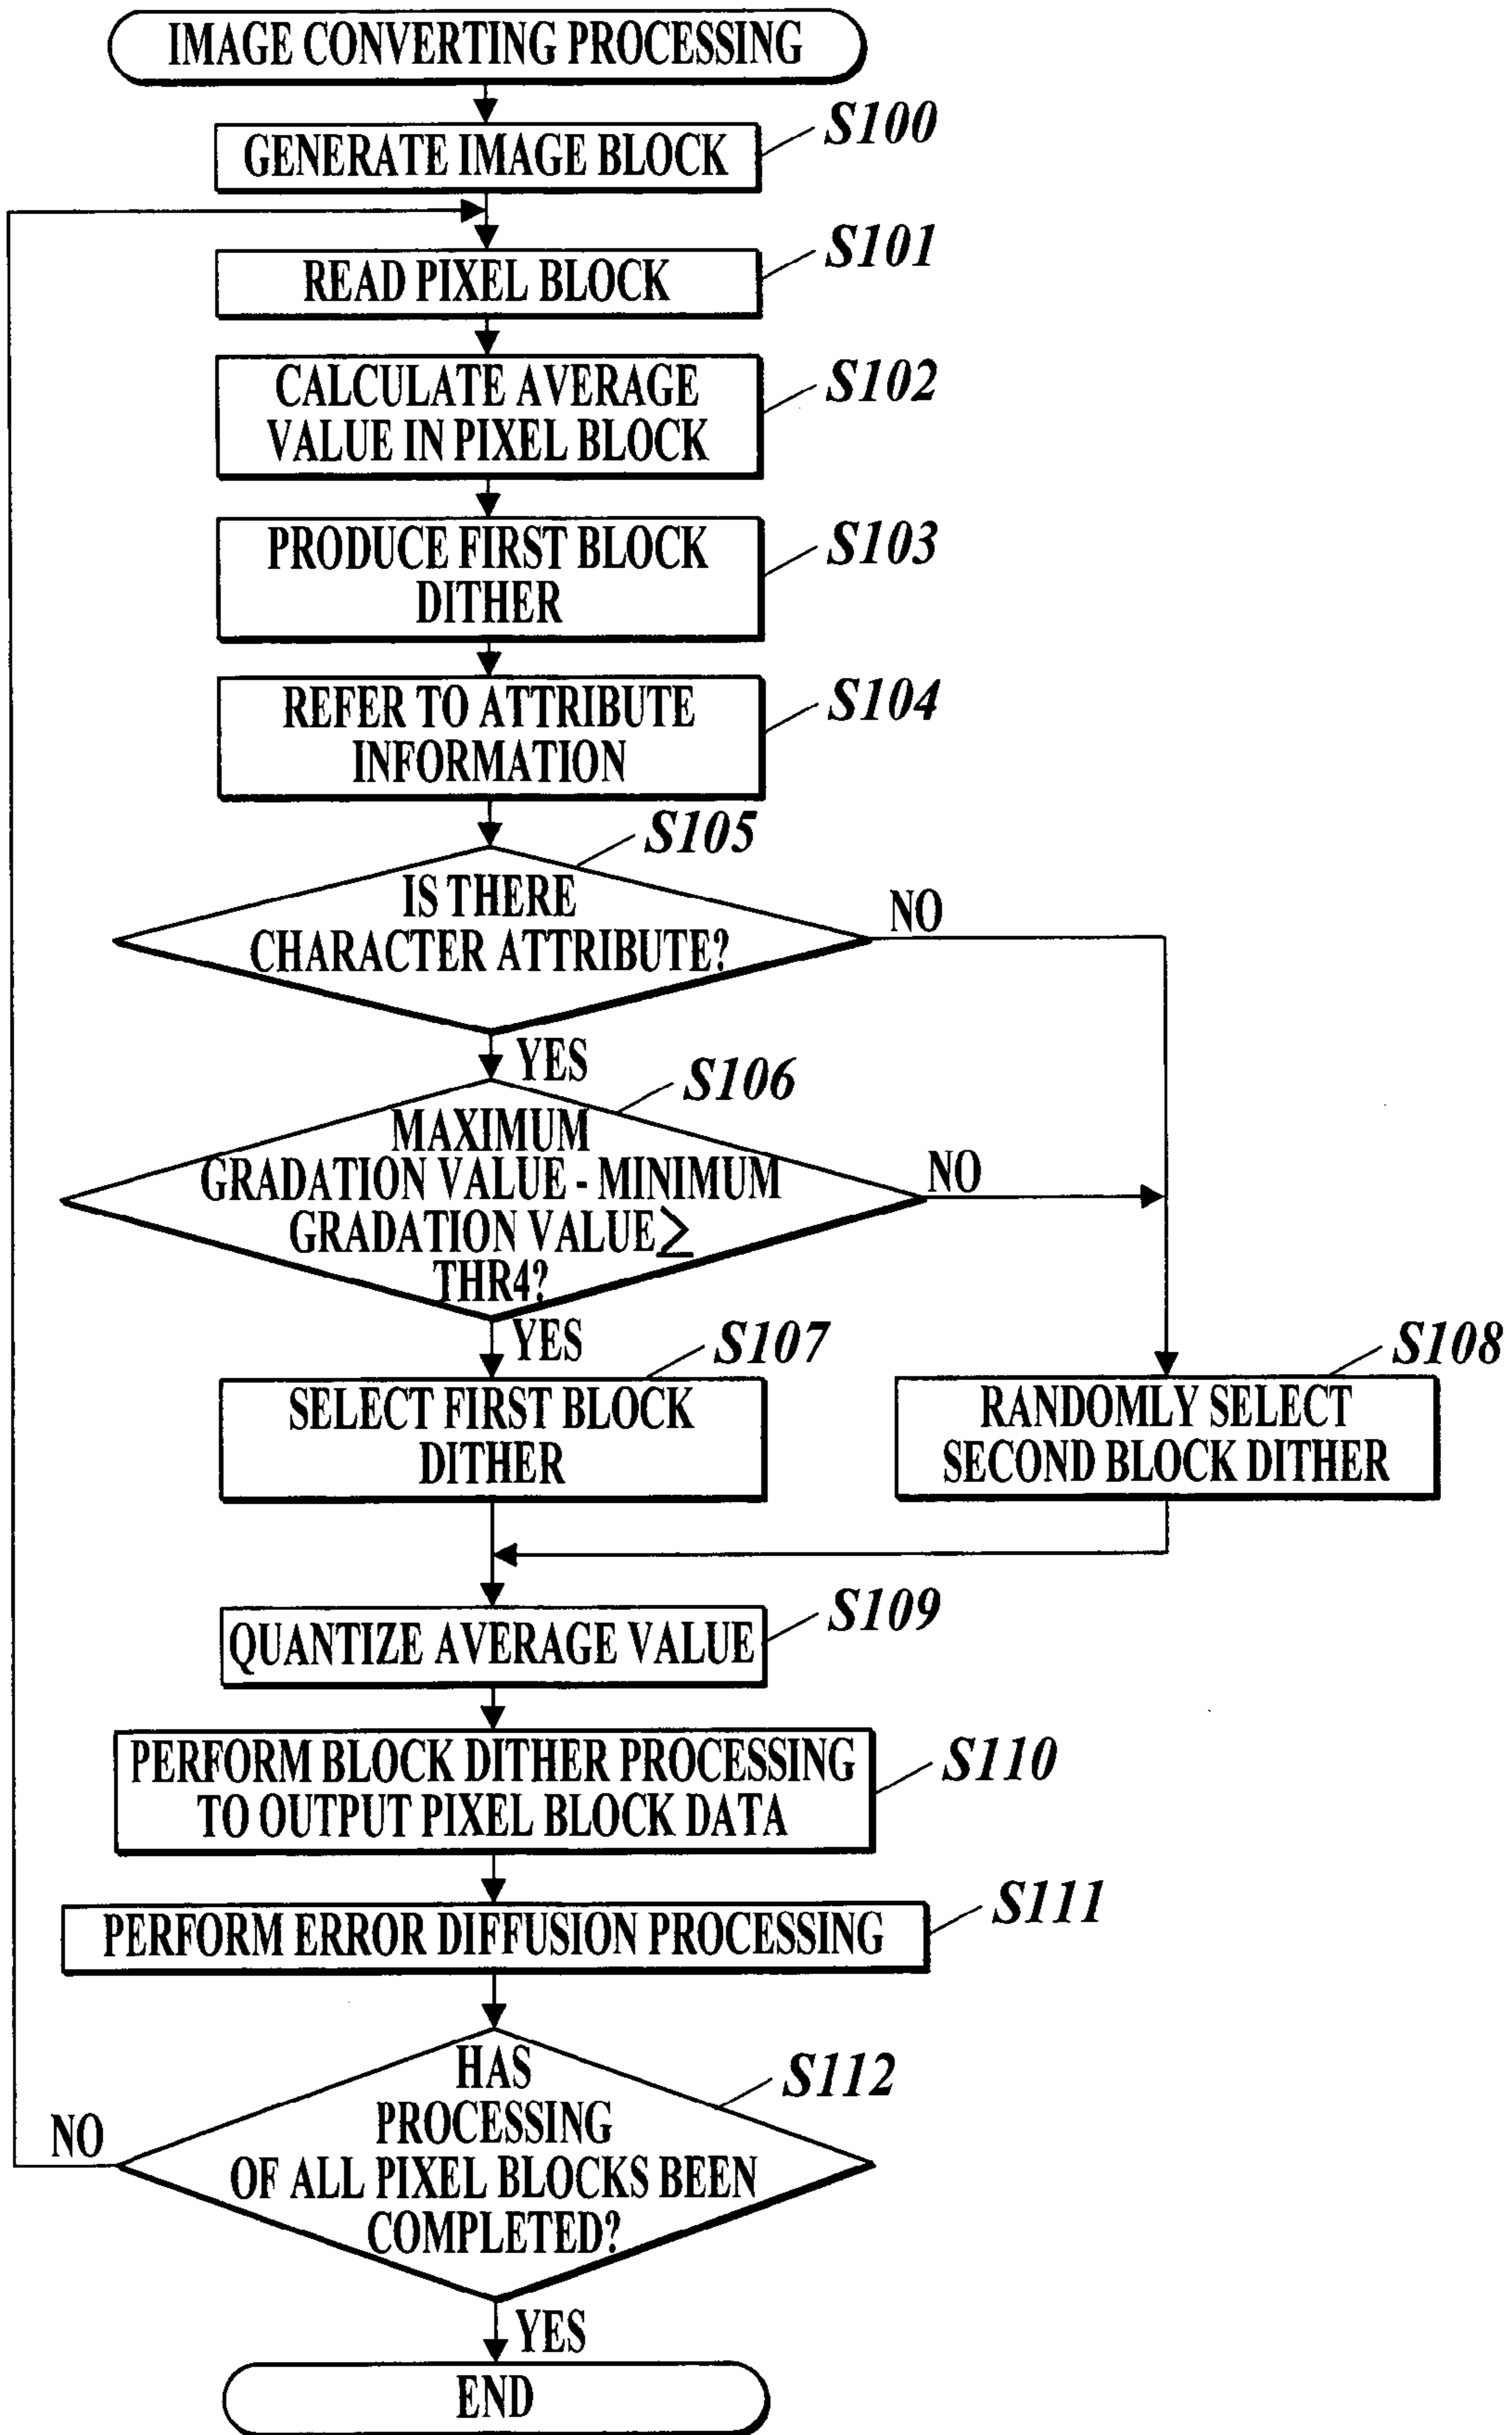 IMAGE CONVERTING PROCESSING
S100
GENERATE IMAGE BLOCK
S101
READ PIXEL BLOCK
S102
CALCULATE AVERAGE
VALUE IN PIXEL BLOCK
S103
PRODUCE FIRST BLOCK
DITHER
S104
REFER TO ATTRIBUTE
INFORMATION
S105
IS THERE
CHARACTER ATTRIBUTE?
NO
YES
S106
MAXIMUM
GRADATION VALUE - MINIMUM
GRADATION VALUE ≥
THR4?
NO
YES
S107
SELECT FIRST BLOCK
DITHER
S108
RANDOMLY SELECT
SECOND BLOCK DITHER
S109
QUANTIZE AVERAGE VALUE
S110
PERFORM BLOCK DITHER PROCESSING
TO OUTPUT PIXEL BLOCK DATA
S111
PERFORM ERROR DIFFUSION PROCESSING
S112
HAS
PROCESSING
OF ALL PIXEL BLOCKS BEEN
COMPLETED?
NO
YES
END